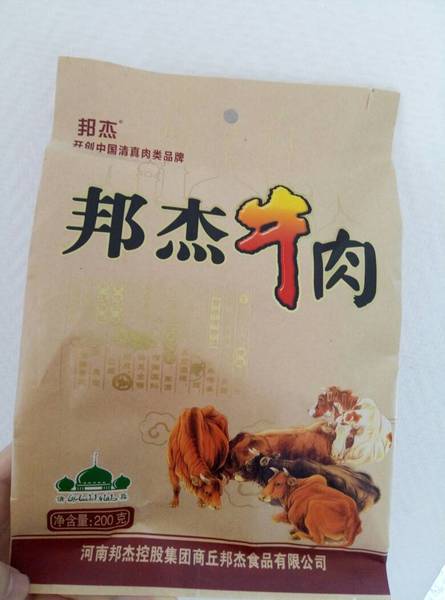 邦杰®
开创中国清真肉类品牌
邦杰牛肉
清 真
净含量:200克
河南邦杰控股集团商丘邦杰食品有限公司